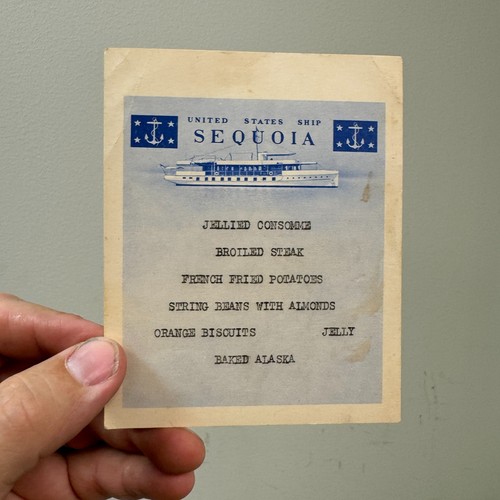 UNITED STATES SHIP
SEQUOIA
JELLIED CONSOMME
BROILED STEAK
FRENCH FRIED POTATOES
STRING BEANS WITH ALMONDS
ORANGE BISCUITS JELLY
BAKED ALASKA